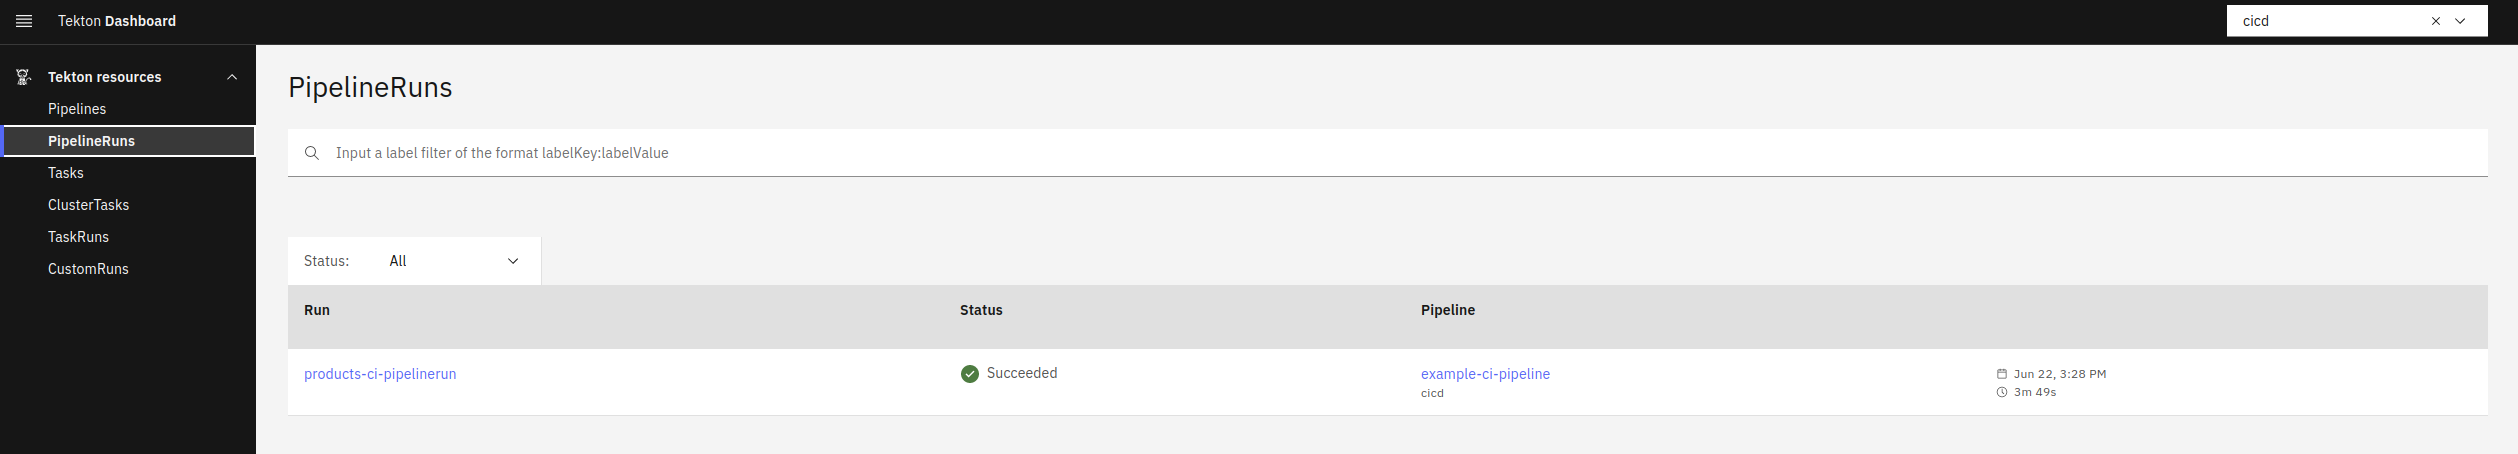 Tekton Dashboard
cicd
Tekton resources
Pipelines
PipelineRuns
Tasks
ClusterTasks
TaskRuns
CustomRuns
PipelineRuns
Input a label filter of the format labelKey:labelValue
Status: All
Run Status Pipeline
products-ci-pipelinerun Succeeded example-ci-pipeline Jun 22, 3:28 PM
cicd 3m 49s